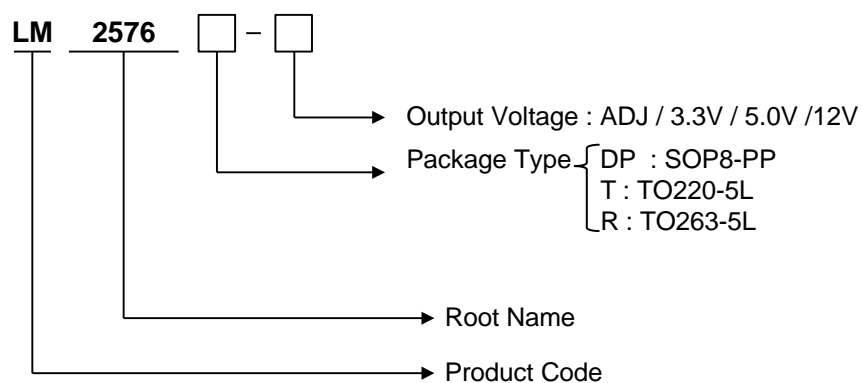 LM 2576 –
Output Voltage : ADJ / 3.3V / 5.0V /12V
Package Type DP : SOP8-PP
T : TO220-5L
R : TO263-5L
Root Name
Product Code